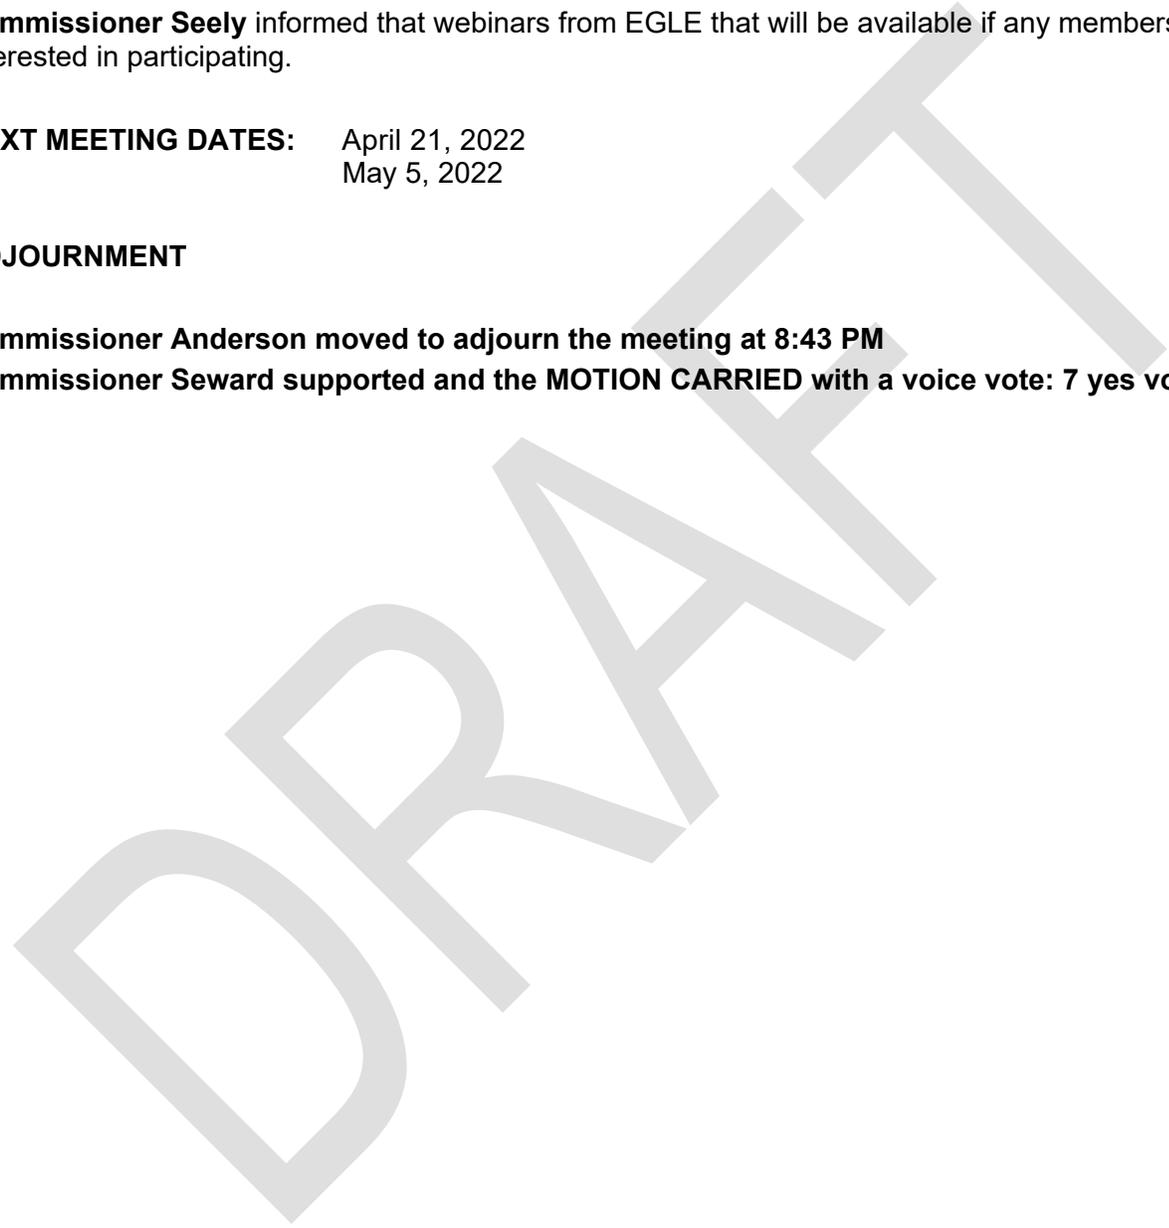 mmissioner Seely informed that webinars from EGLE that will be available if any members
erested in participating.
XT MEETING DATES: April 21, 2022
May 5, 2022
JOURNMENT
mmissioner Anderson moved to adjourn the meeting at 8:43 PM
mmissioner Seward supported and the MOTION CARRIED with a voice vote: 7 yes vo
DRAFT